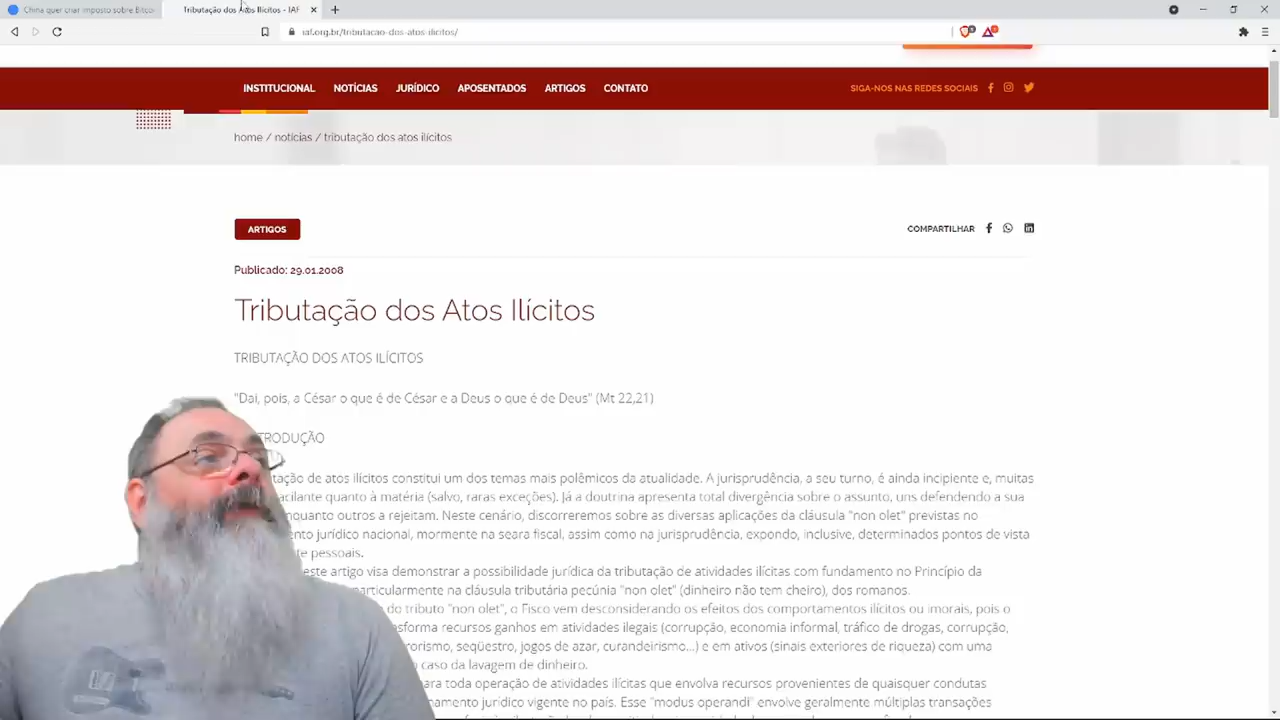 China quer criar imposto sobre Bitco
Tributação dos Atos Ilícitos - IAF
iaf.org.br/tributacao-dos-atos-ilicitos/
INSTITUCIONAL NOTÍCIAS JURÍDICO APOSENTADOS ARTIGOS CONTATO SIGA-NOS NAS REDES SOCIAIS
home / notícias / tributação dos atos ilícitos
ARTIGOS
COMPARTILHAR
Publicado: 29.01.2008
Tributação dos Atos Ilícitos
TRIBUTAÇÃO DOS ATOS ILÍCITOS
"Dai, pois, a César o que é de César e a Deus o que é de Deus" (Mt 22,21)
TRODUÇÃO
tação de atos ilícitos constitui um dos temas mais polêmicos da atualidade. A jurisprudência, a seu turno, é ainda incipiente e, muitas
acilante quanto à matéria (salvo, raras exceções). Já a doutrina apresenta total divergência sobre o assunto, uns defendendo a sua
nquanto outros a rejeitam. Neste cenário, discorreremos sobre as diversas aplicações da cláusula "non olet" previstas no
ento jurídico nacional, mormente na seara fiscal, assim como na jurisprudência, expondo, inclusive, determinados pontos de vista
te pessoais.
este artigo visa demonstrar a possibilidade jurídica da tributação de atividades ilícitas com fundamento no Princípio da
particularmente na cláusula tributária pecúnia "non olet" (dinheiro não tem cheiro), dos romanos.
do tributo "non olet", o Fisco vem desconsiderando os efeitos dos comportamentos ilícitos ou imorais, pois o
nsforma recursos ganhos em atividades ilegais (corrupção, economia informal, tráfico de drogas, corrupção,
rrorismo, seqüestro, jogos de azar, curandeirismo...) e em ativos (sinais exteriores de riqueza) com uma
o caso da lavagem de dinheiro.
ara toda operação de atividades ilícitas que envolva recursos provenientes de quaisquer condutas
namento jurídico vigente no país. Esse "modus operandi" envolve geralmente múltiplas transações